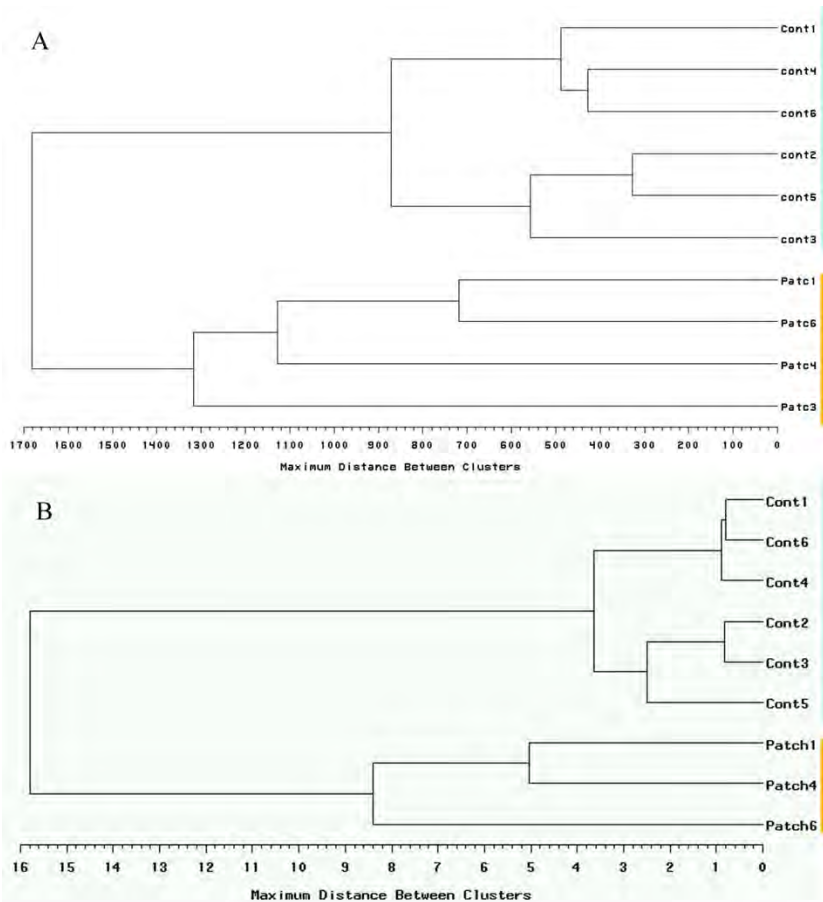 A
Cont1
cont4
cont6
cont2
cont5
cont3
Patc1
Patc6
Patc4
Patc3
1700 1600 1500 1400 1300 1200 1100 1000 900 800 700 600 500 400 300 200 100 0
Maximum Distance Between Clusters
B
Cont1
Cont6
Cont4
Cont2
Cont3
Cont5
Patch1
Patch4
Patch6
16 15 14 13 12 11 10 9 8 7 6 5 4 3 2 1 0
Maximum Distance Between Clusters